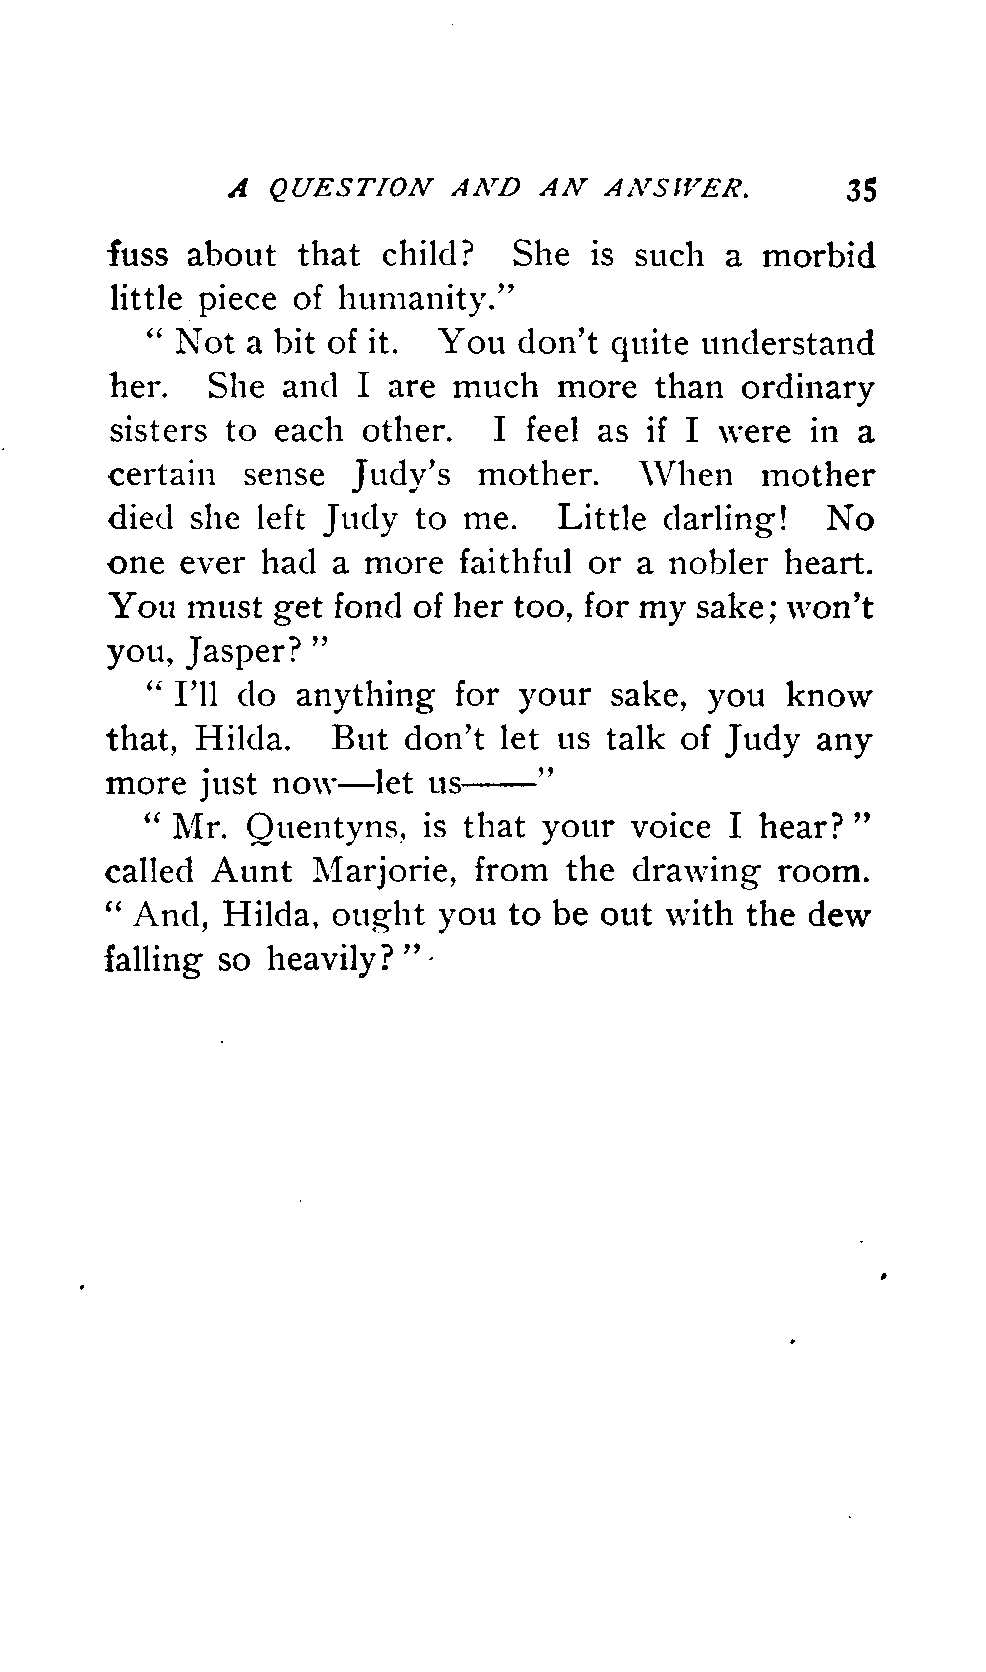 A QUESTION AND AN ANSWER. 35
fuss about that child? She is such a morbid
little piece of humanity."
" Not a bit of it. You don't quite understand
her. She and I are much more than ordinary
sisters to each other. I feel as if I were in a
certain sense Judy's mother. When mother
died she left Judy to me. Little darling! No
one ever had a more faithful or a nobler heart.
You must get fond of her too, for my sake; won't
you, Jasper? "
" I'll do anything for your sake, you know
that, Hilda. But don't let us talk of Judy any
more just now—let us——"
" Mr. Quentyns, is that your voice I hear? "
called Aunt Marjorie, from the drawing room.
" And, Hilda, ought you to be out with the dew
falling so heavily? "